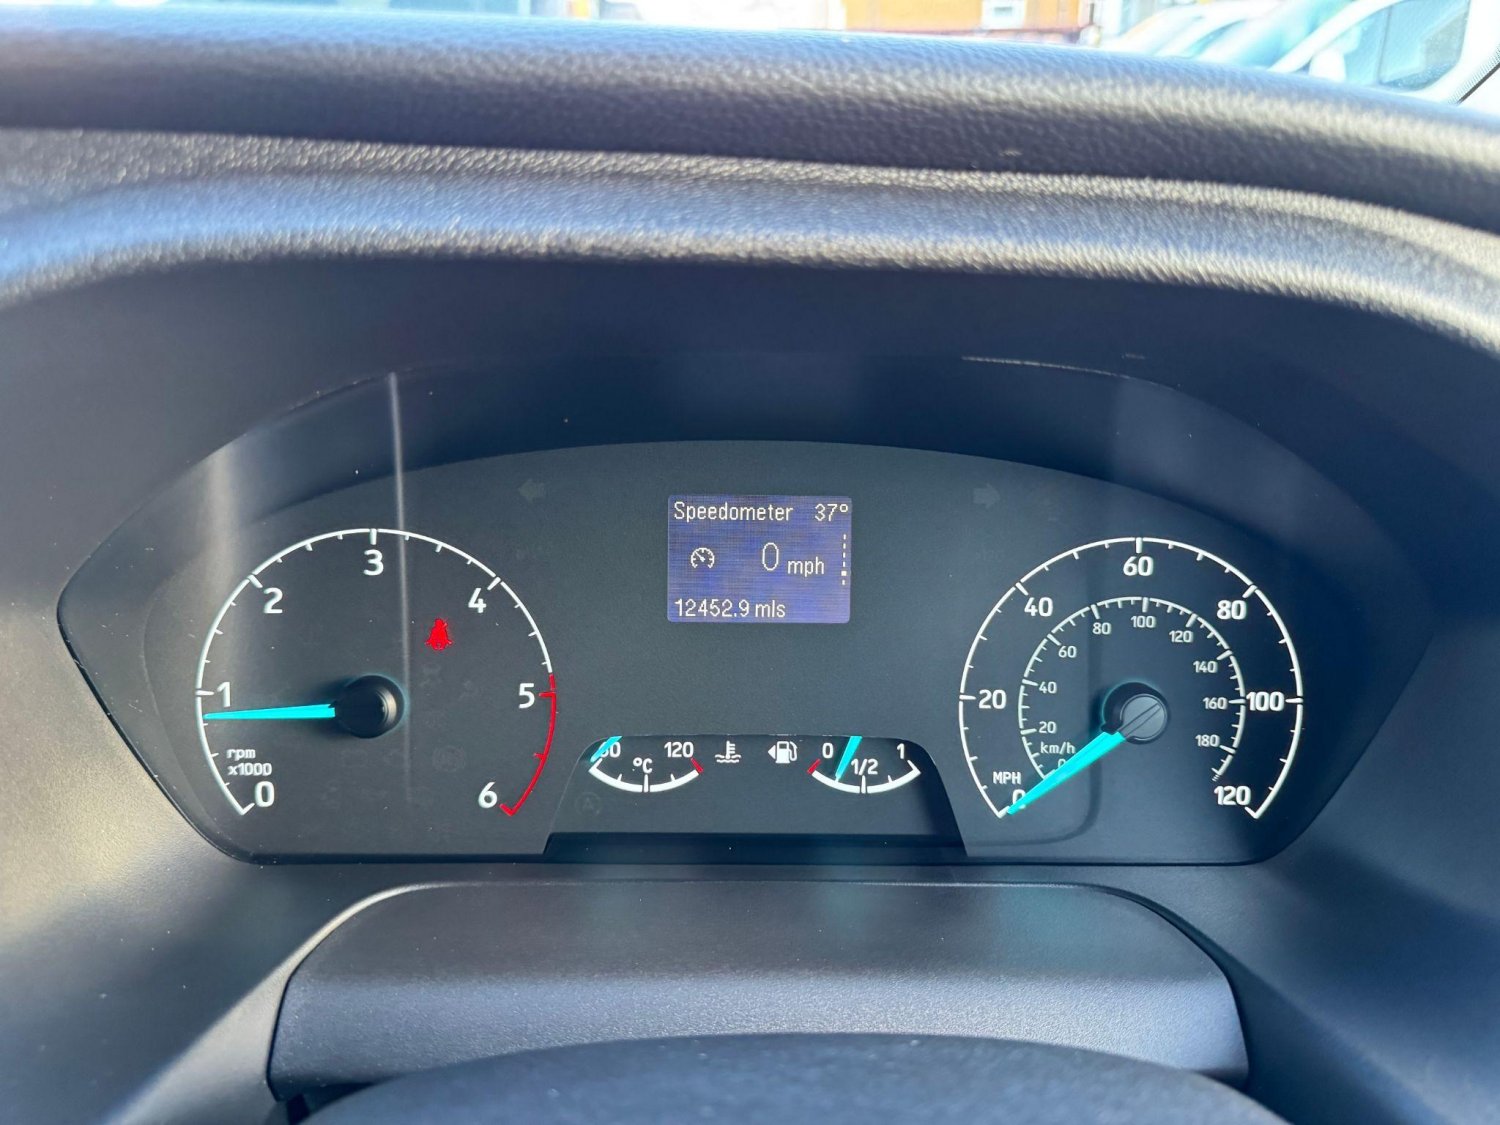 Speedometer 37°
0 mph
12452.9 mls
0 1 2 3 4 5 6
rpm
x1000
120
°C
0 1/2 1
0 20 40 60 80 100 120
MPH
20 40 60 80 100 120 140 160 180
km/h